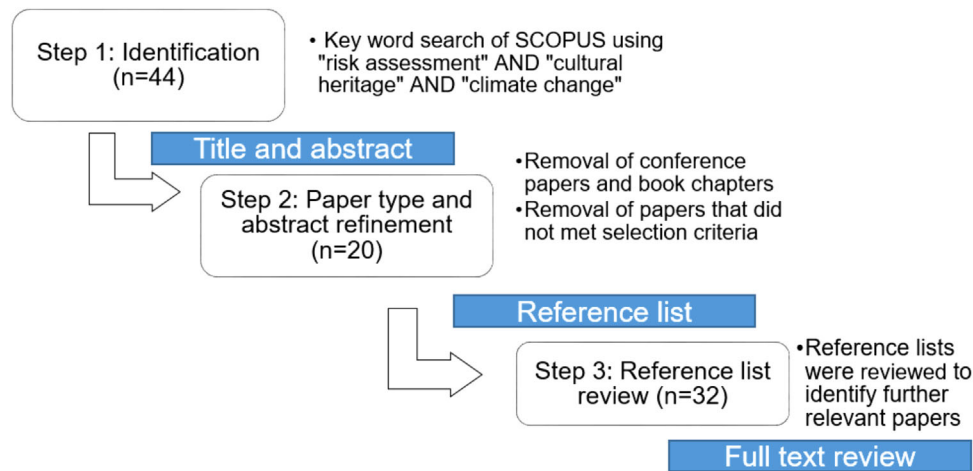 Step 1: Identification
(n=44)
• Key word search of SCOPUS using
"risk assessment" AND "cultural
heritage" AND "climate change"
Title and abstract
Step 2: Paper type and
abstract refinement
(n=20)
•Removal of conference
papers and book chapters
•Removal of papers that did
not met selection criteria
Reference list
Step 3: Reference list
review (n=32)
•Reference lists
were reviewed to
identify further
relevant papers
Full text review